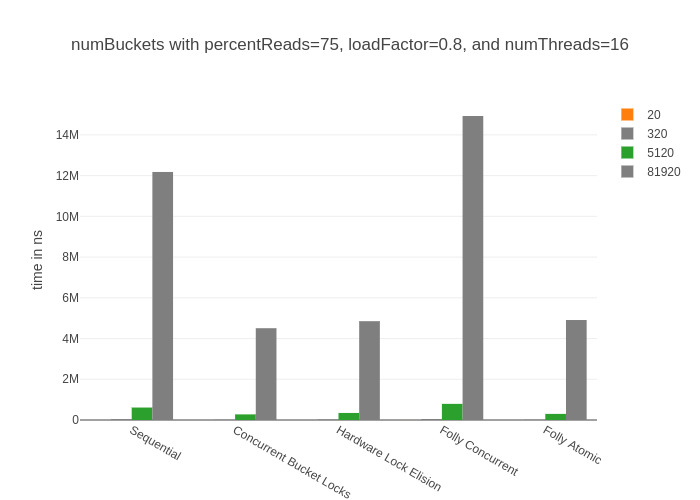 numBuckets with percentReads=75, loadFactor=0.8, and numThreads=16
20
320
5120
81920
time in ns
14M
12M
10M
8M
6M
4M
2M
0
Sequential
Concurrent Bucket Locks
Hardware Lock Elision
Folly Concurrent
Folly Atomic